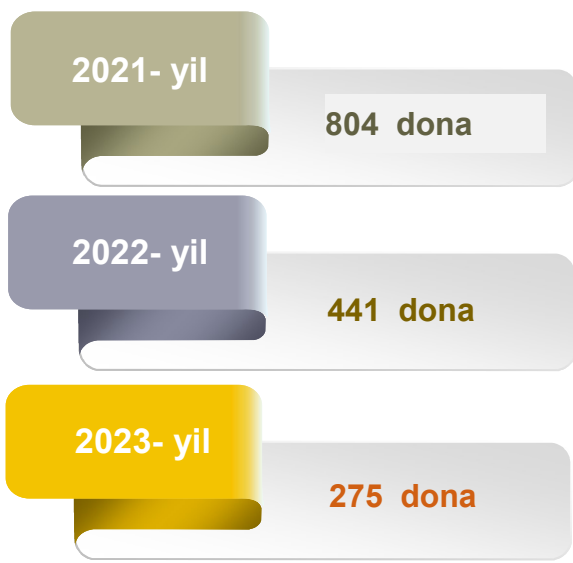 2021- yil
804 dona
2022- yil
441 dona
2023- yil
275 dona